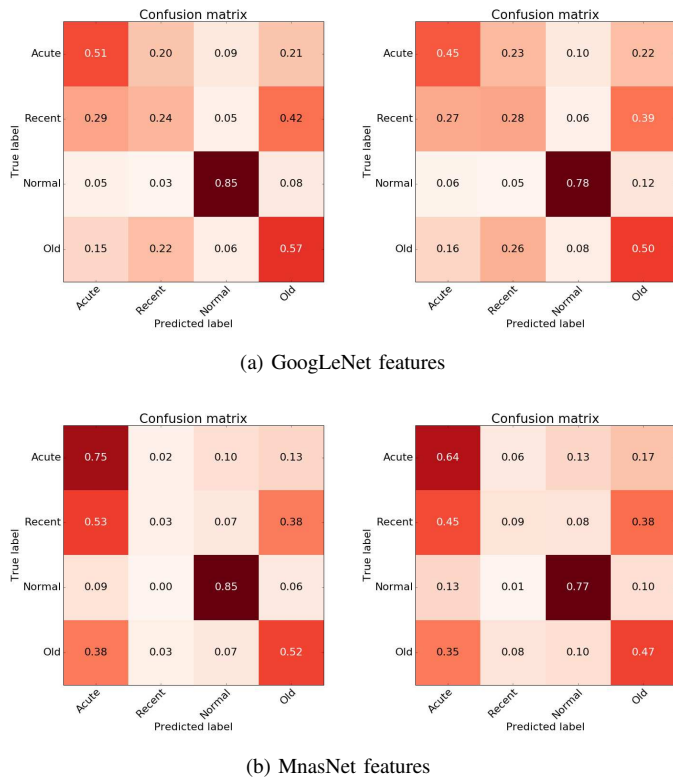 Confusion matrix
Acute 0.51 0.20 0.09 0.21
Recent 0.29 0.24 0.05 0.42
Normal 0.05 0.03 0.85 0.08
Old 0.15 0.22 0.06 0.57
True label
Acute Recent Normal Old
Predicted label
Confusion matrix
Acute 0.45 0.23 0.10 0.22
Recent 0.27 0.28 0.06 0.39
Normal 0.06 0.05 0.78 0.12
Old 0.16 0.26 0.08 0.50
True label
Acute Recent Normal Old
Predicted label
(a) GoogLeNet features
Confusion matrix
Acute 0.75 0.02 0.10 0.13
Recent 0.53 0.03 0.07 0.38
Normal 0.09 0.00 0.85 0.06
Old 0.38 0.03 0.07 0.52
True label
Acute Recent Normal Old
Predicted label
Confusion matrix
Acute 0.64 0.06 0.13 0.17
Recent 0.45 0.09 0.08 0.38
Normal 0.13 0.01 0.77 0.10
Old 0.35 0.08 0.10 0.47
True label
Acute Recent Normal Old
Predicted label
(b) MnasNet features